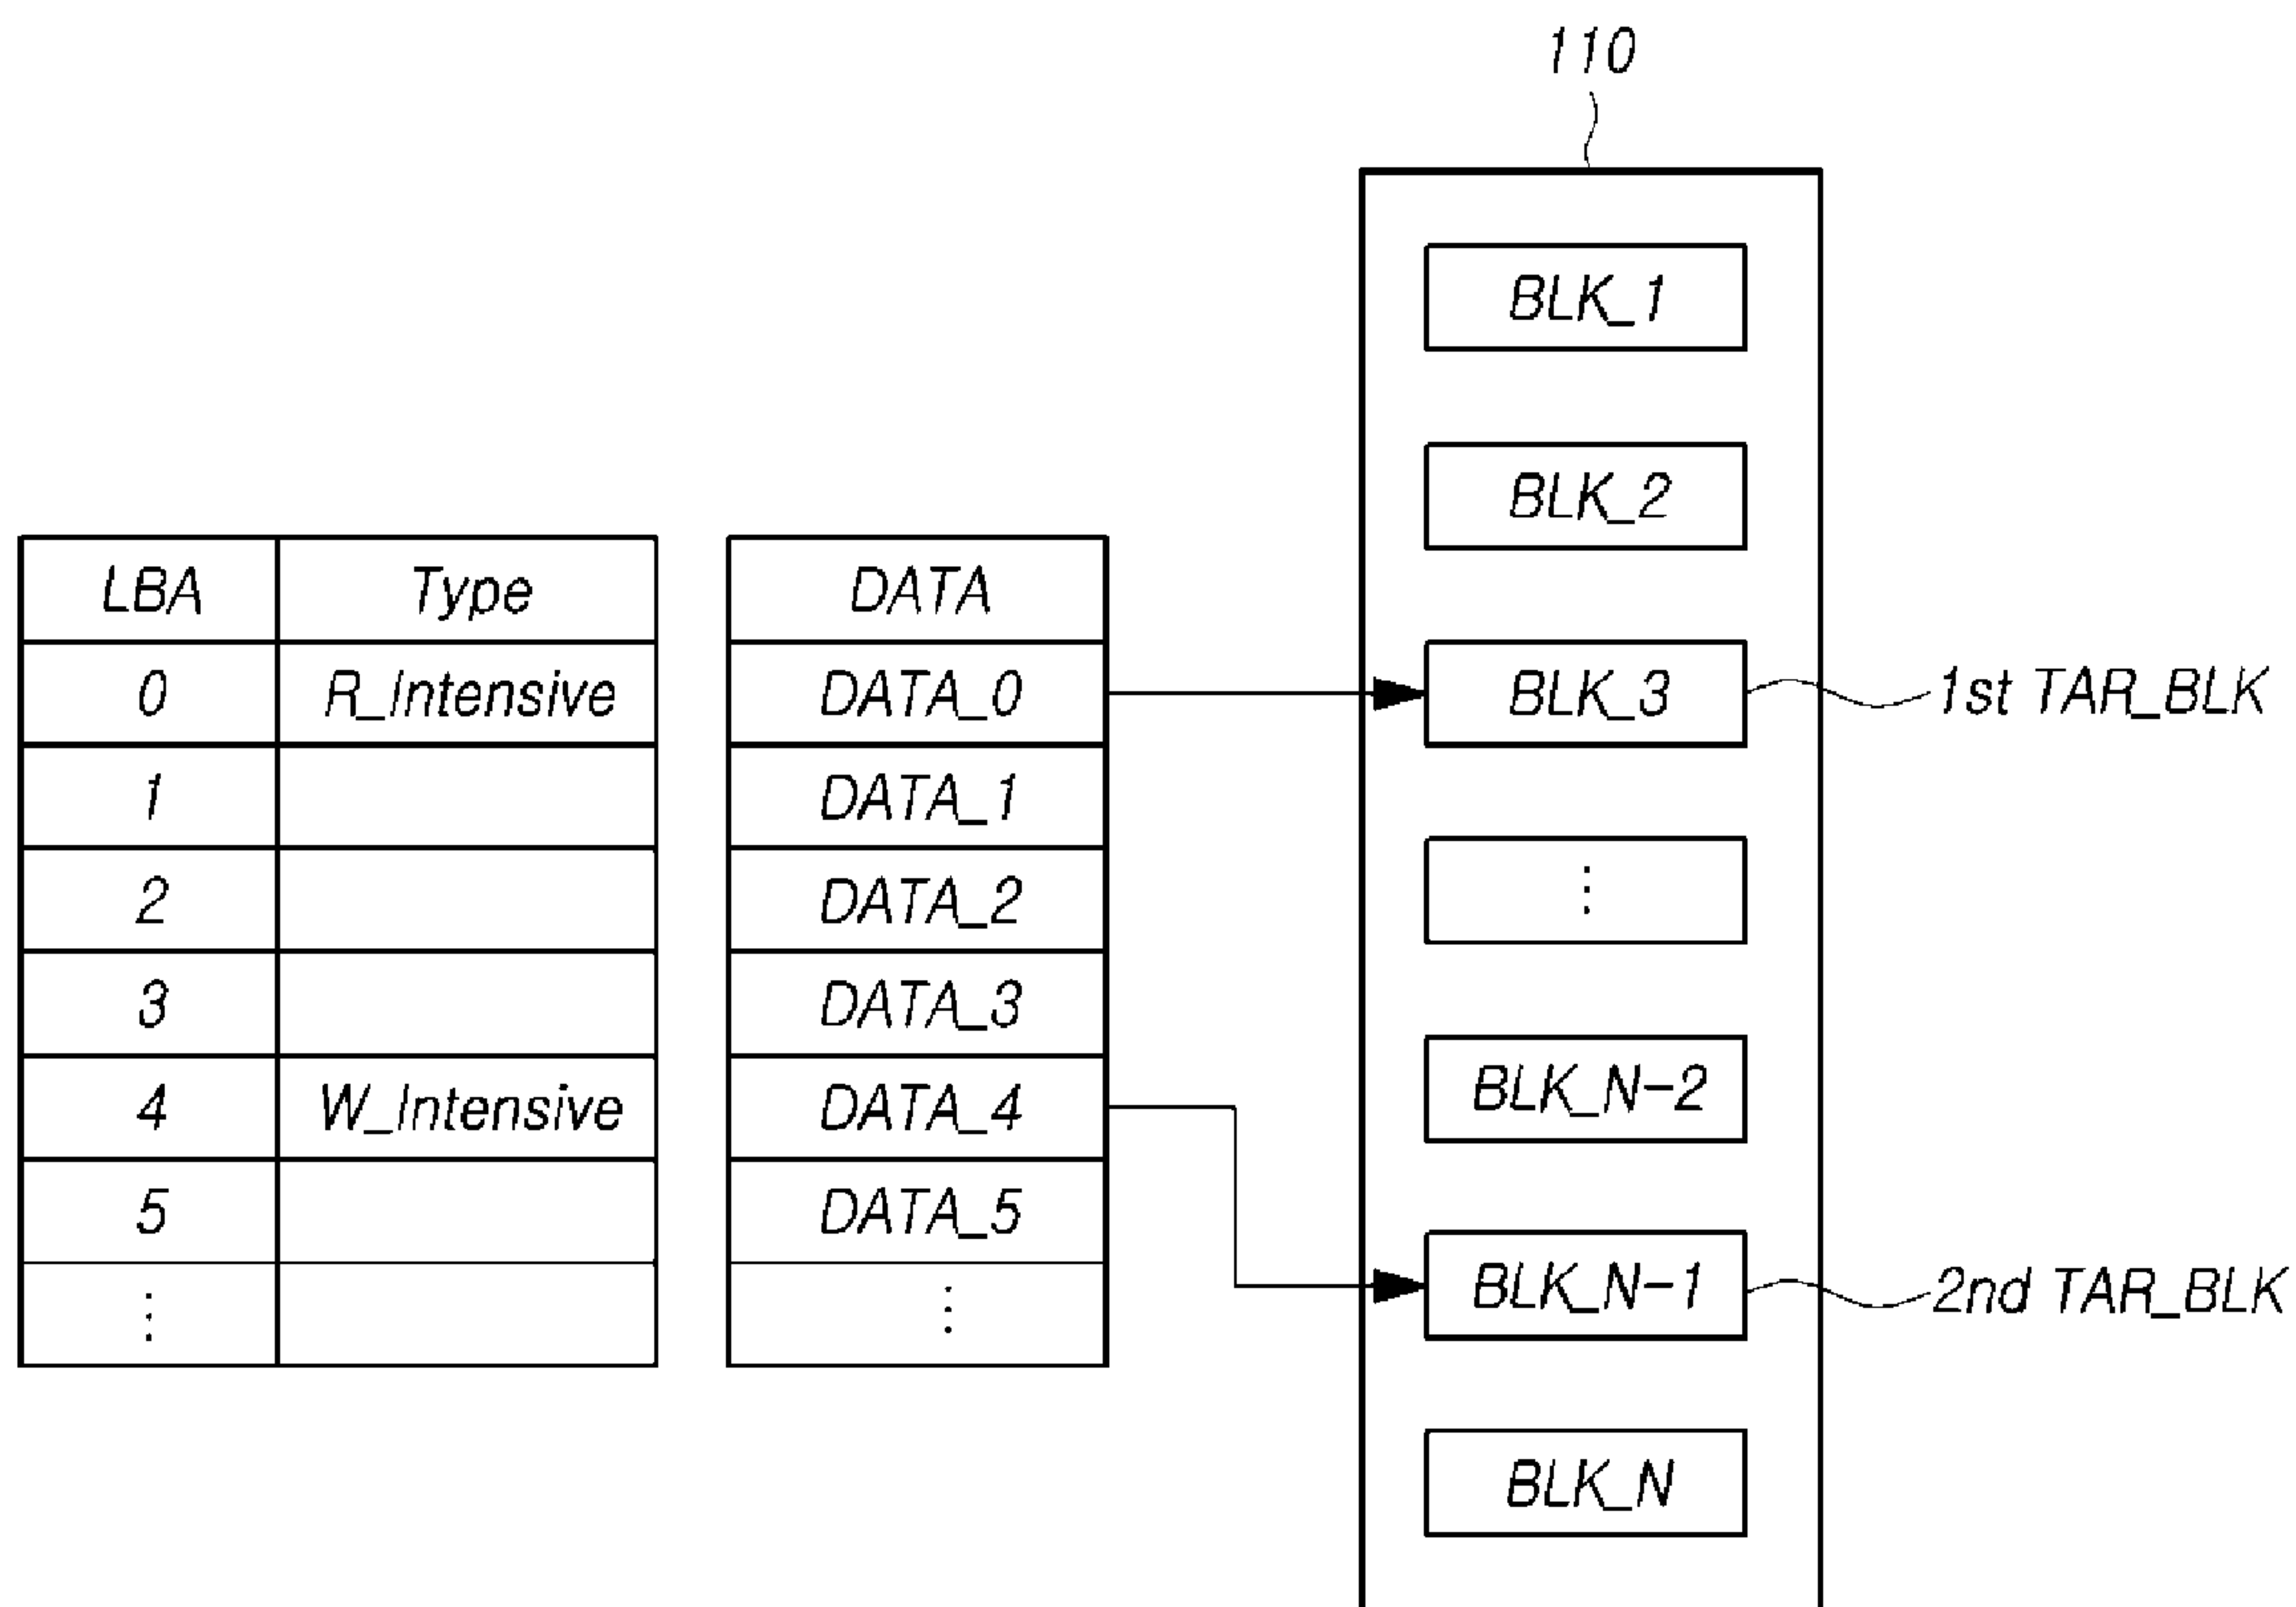 110
BLK_1
BLK_2
LBA Type DATA
0 R_Intensive DATA_0 BLK_3 1st TAR_BLK
1 DATA_1
2 DATA_2 ⋮
3 DATA_3
4 W_Intensive DATA_4 BLK_N-2
5 DATA_5
⋮ ⋮ BLK_N-1 2nd TAR_BLK
BLK_N